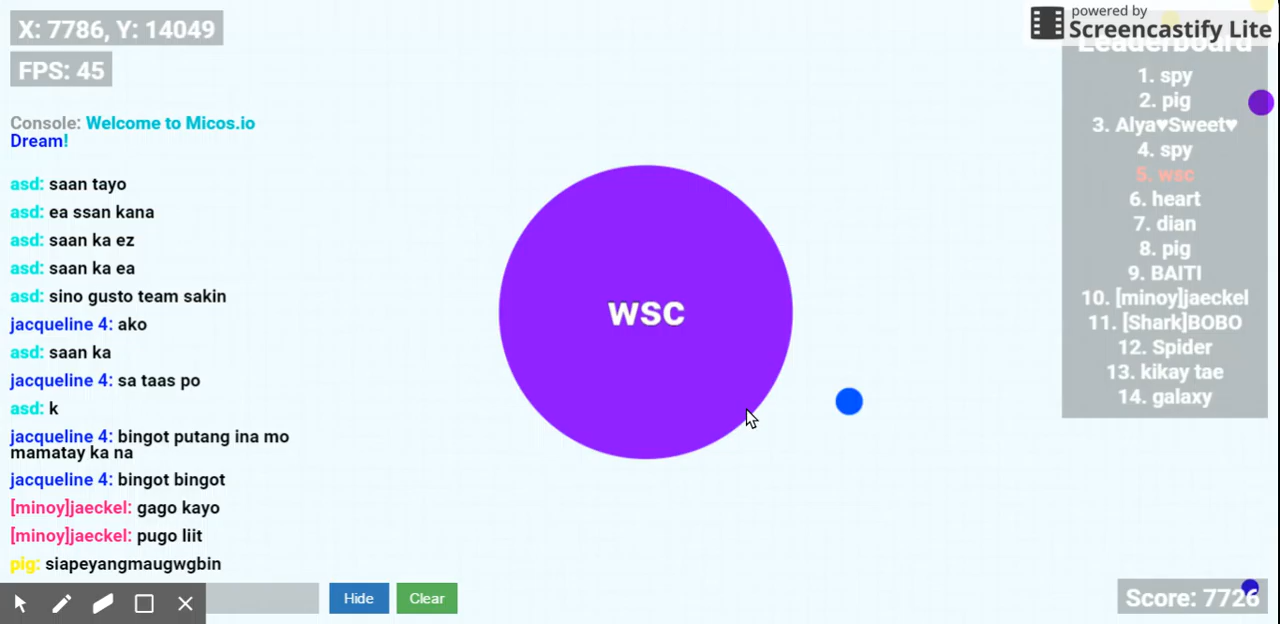 X: 7786, Y: 14049
FPS: 45
Console: Welcome to Micos.io
Dream!
asd: saan tayo
asd: ea ssan kana
asd: saan ka ez
asd: saan ka ea
asd: sino gusto team sakin
jacqueline 4: ako
asd: saan ka
jacqueline 4: sa taas po
asd: k
jacqueline 4: bingot putang ina mo
mamatay ka na
jacqueline 4: bingot bingot
[minoy]jaeckel: gago kayo
[minoy]jaeckel: pugo liit
pig: siapeyangmaugwgbin
Hide
Clear
wsc
powered by
Screencastify Lite
Leaderboard
1. spy
2. pig
3. Alya♥Sweet♥
4. spy
5. wsc
6. heart
7. dian
8. pig
9. BAITI
10. [minoy]jaeckel
11. [Shark]BOBO
12. Spider
13. kikay tae
14. galaxy
Score: 7726